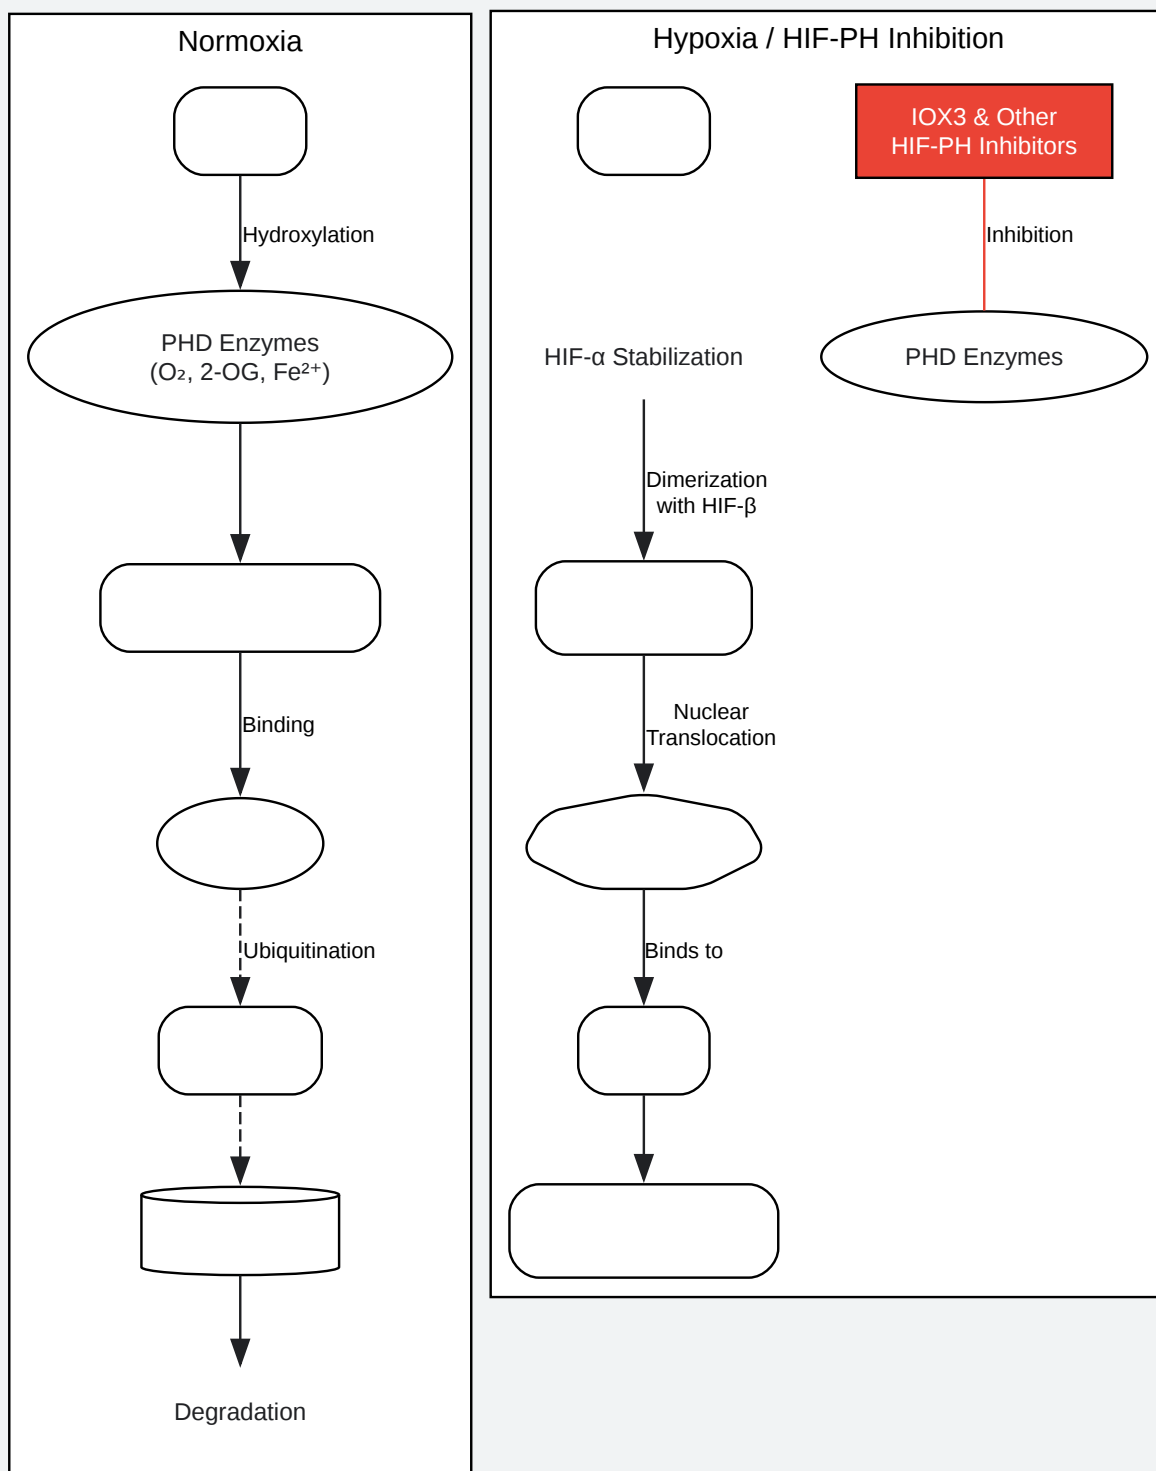 Normoxia
Hydroxylation
PHD Enzymes
(O₂, 2-OG, Fe²⁺)
Binding
Ubiquitination
Degradation
Hypoxia / HIF-PH Inhibition
IOX3 & Other
HIF-PH Inhibitors
Inhibition
HIF-α Stabilization
PHD Enzymes
Dimerization
with HIF-β
Nuclear
Translocation
Binds to